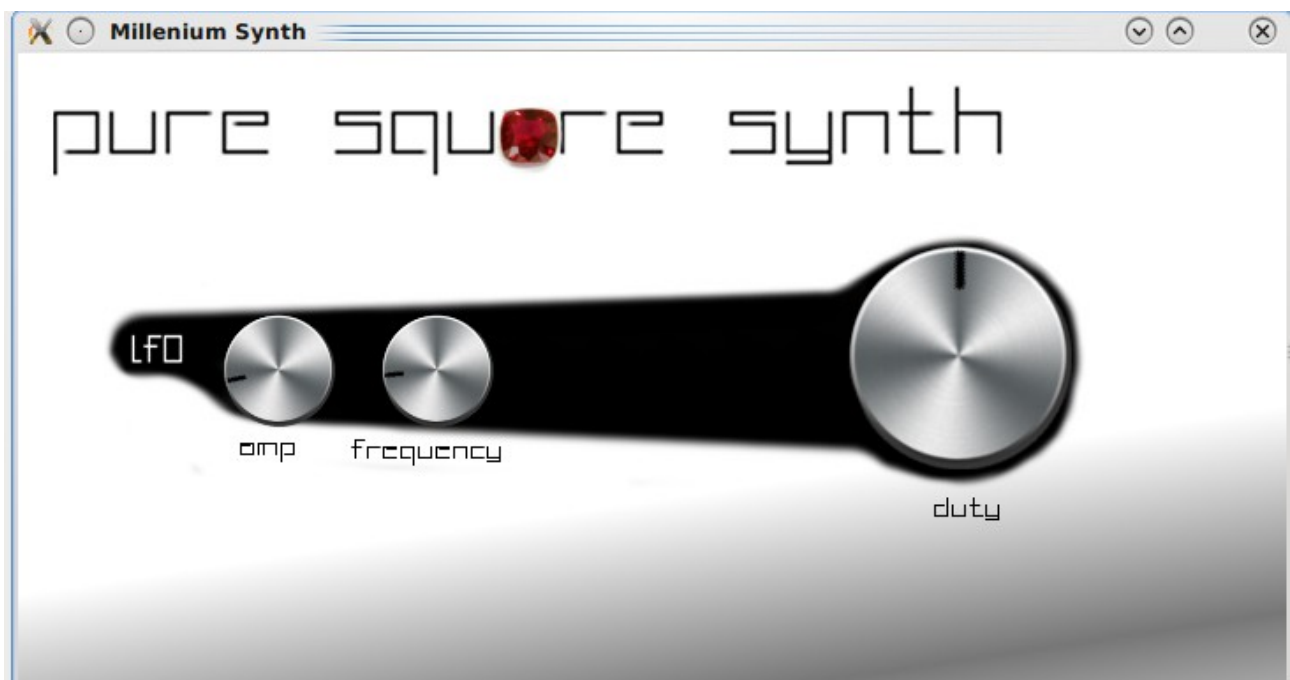 Millenium Synth
pure square synth
LFO
amp
frequency
duty